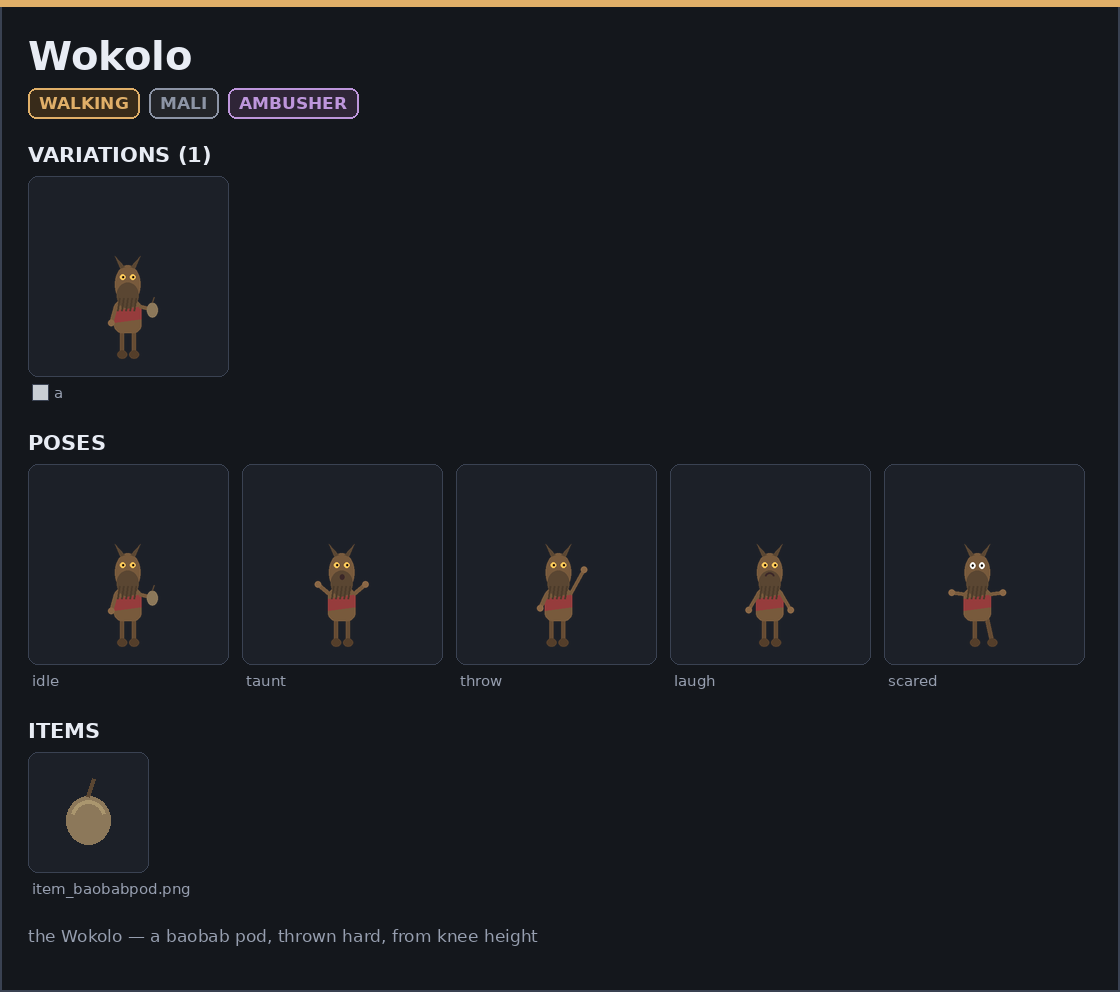 Wokolo
WALKING MALI AMBUSHER
VARIATIONS (1)
a
POSES
idle taunt throw laugh scared
ITEMS
item_baobabpod.png
the Wokolo — a baobab pod, thrown hard, from knee height